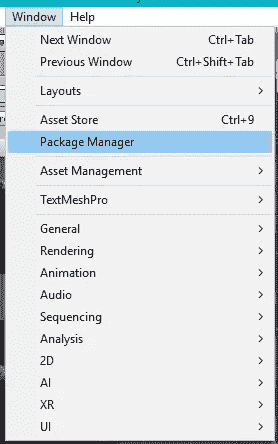 Window Help
Next Window Ctrl+Tab
Previous Window Ctrl+Shift+Tab
Layouts
Asset Store Ctrl+9
Package Manager
Asset Management
TextMeshPro
General
Rendering
Animation
Audio
Sequencing
Analysis
2D
AI
XR
UI